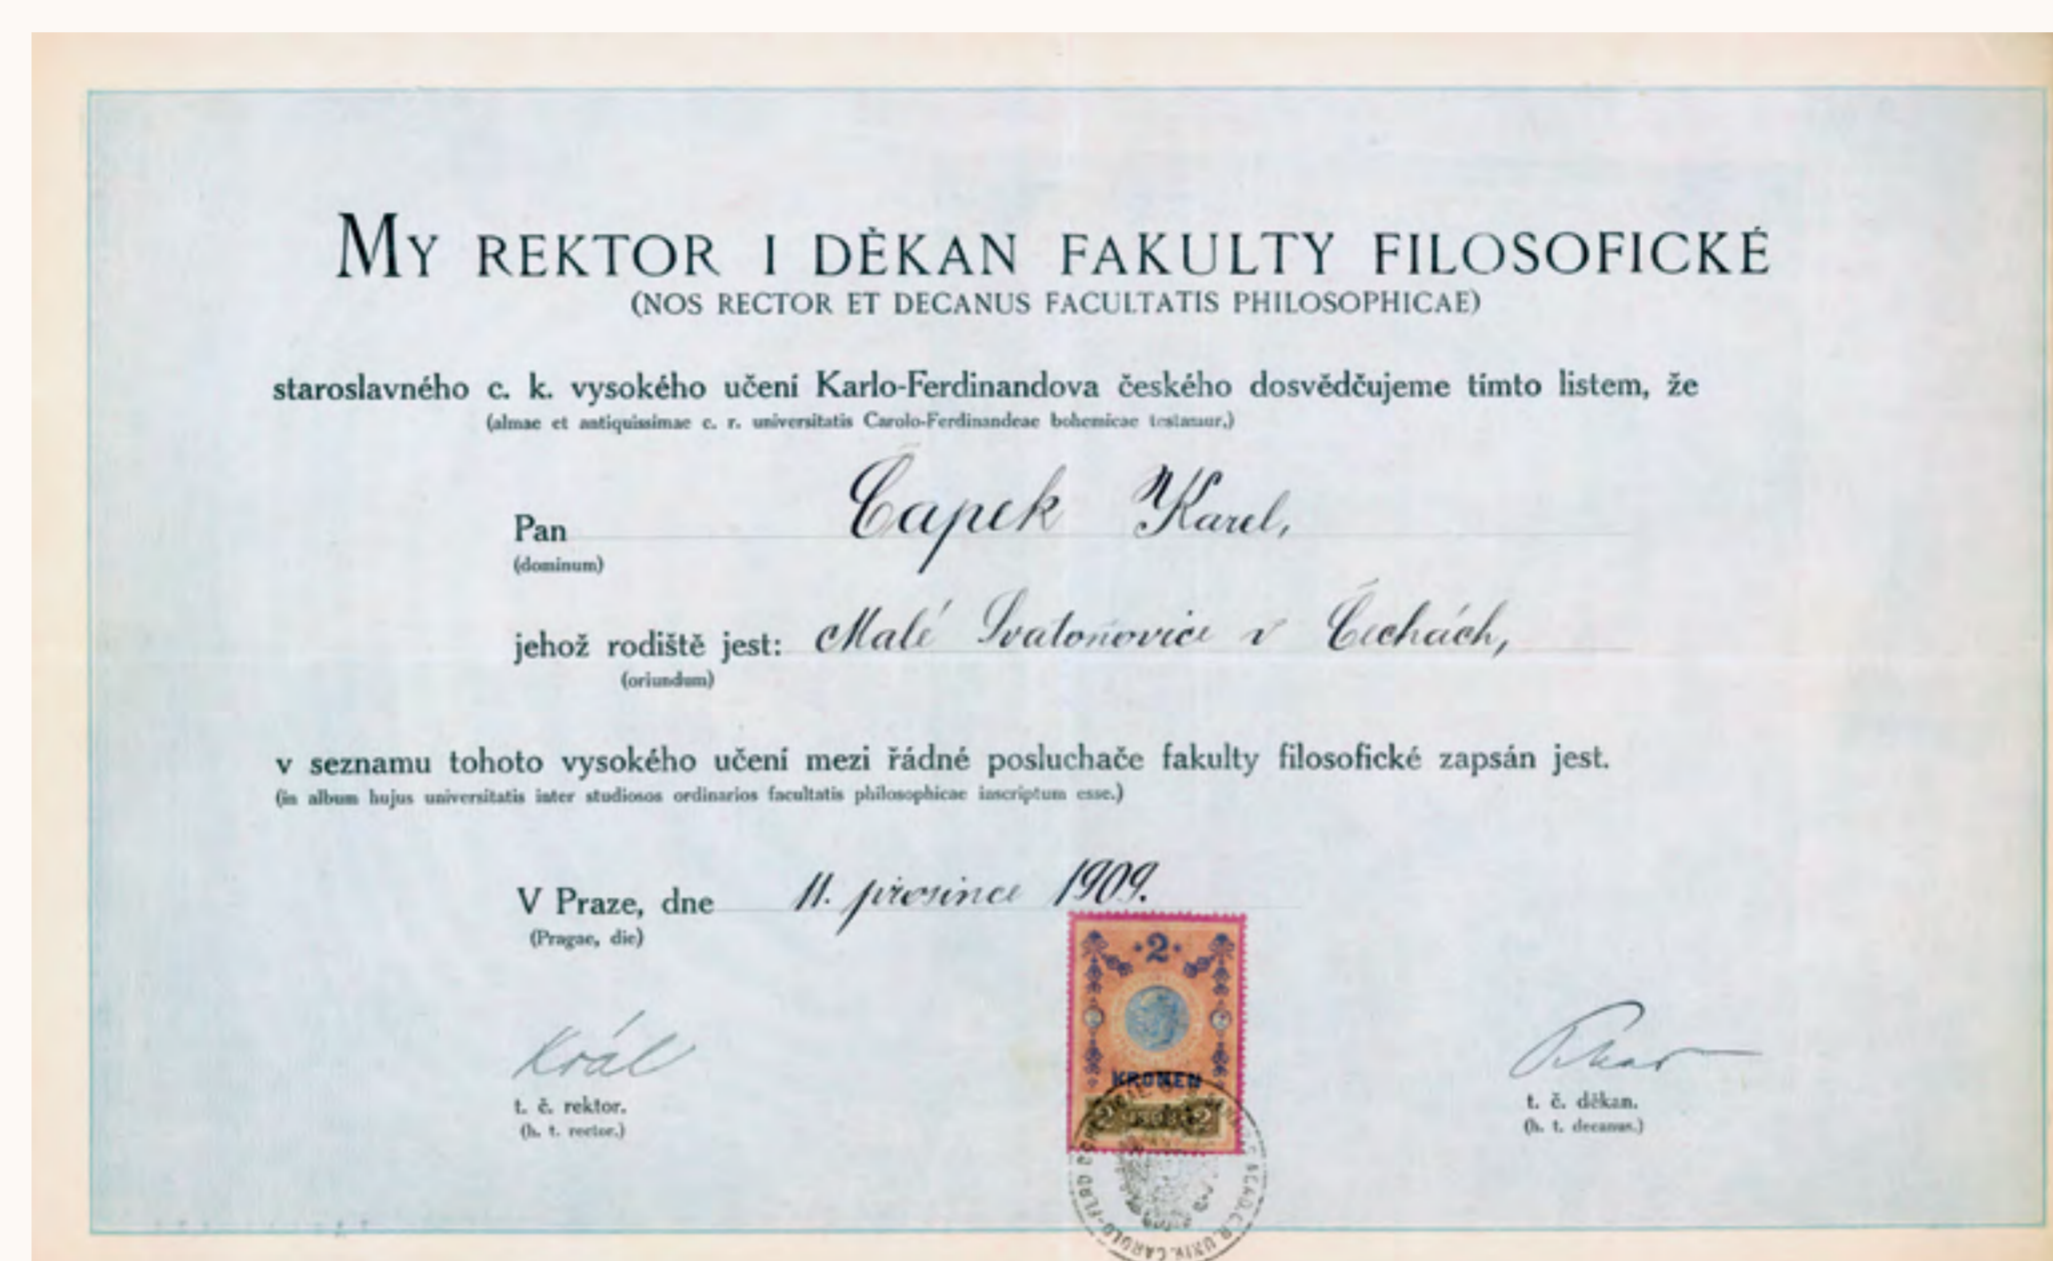 MY REKTOR I DĚKAN FAKULTY FILOSOFICKÉ
(NOS RECTOR ET DECANUS FACULTATIS PHILOSOPHICAE)
staroslavného c. k. vysokého učení Karlo-Ferdinandova českého dosvědčujeme tímto listem, že
(almae et antiquissimae c. r. universitatis Carolo-Ferdinandeae bohemicae testamur,)
Pan Čapek Karel,
(dominum)
jehož rodiště jest: Malé Svatoňovice v Čechách,
(oriundum)
v seznamu tohoto vysokého učení mezi řádné posluchače fakulty filosofické zapsán jest.
(in album hujus universitatis inter studiosos ordinarios facultatis philosophicae inscriptum esse.)
V Praze, dne 11. prosince 1909.
(Pragae, die)
2
KRONEN
Král
t. č. rektor.
(h. t. rector.)
t. č. děkan.
(h. t. decanus.)
C.R. UNIV. CAROLO-